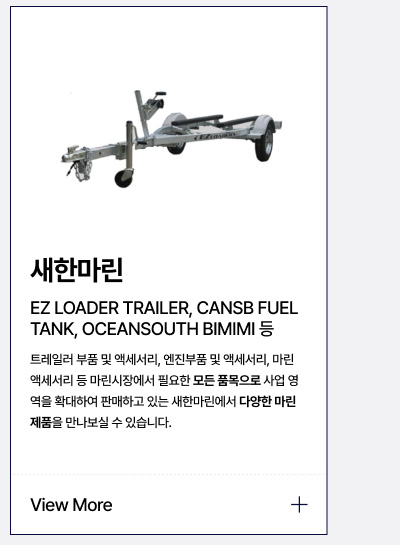 새한마린
EZ LOADER TRAILER, CANSB FUEL
TANK, OCEANSOUTH BIMIMI 등
트레일러 부품 및 액세서리, 엔진부품 및 액세서리, 마린
액세서리 등 마린시장에서 필요한 모든 품목으로 사업 영
역을 확대하여 판매하고 있는 새한마린에서 다양한 마린
제품을 만나보실 수 있습니다.
View More